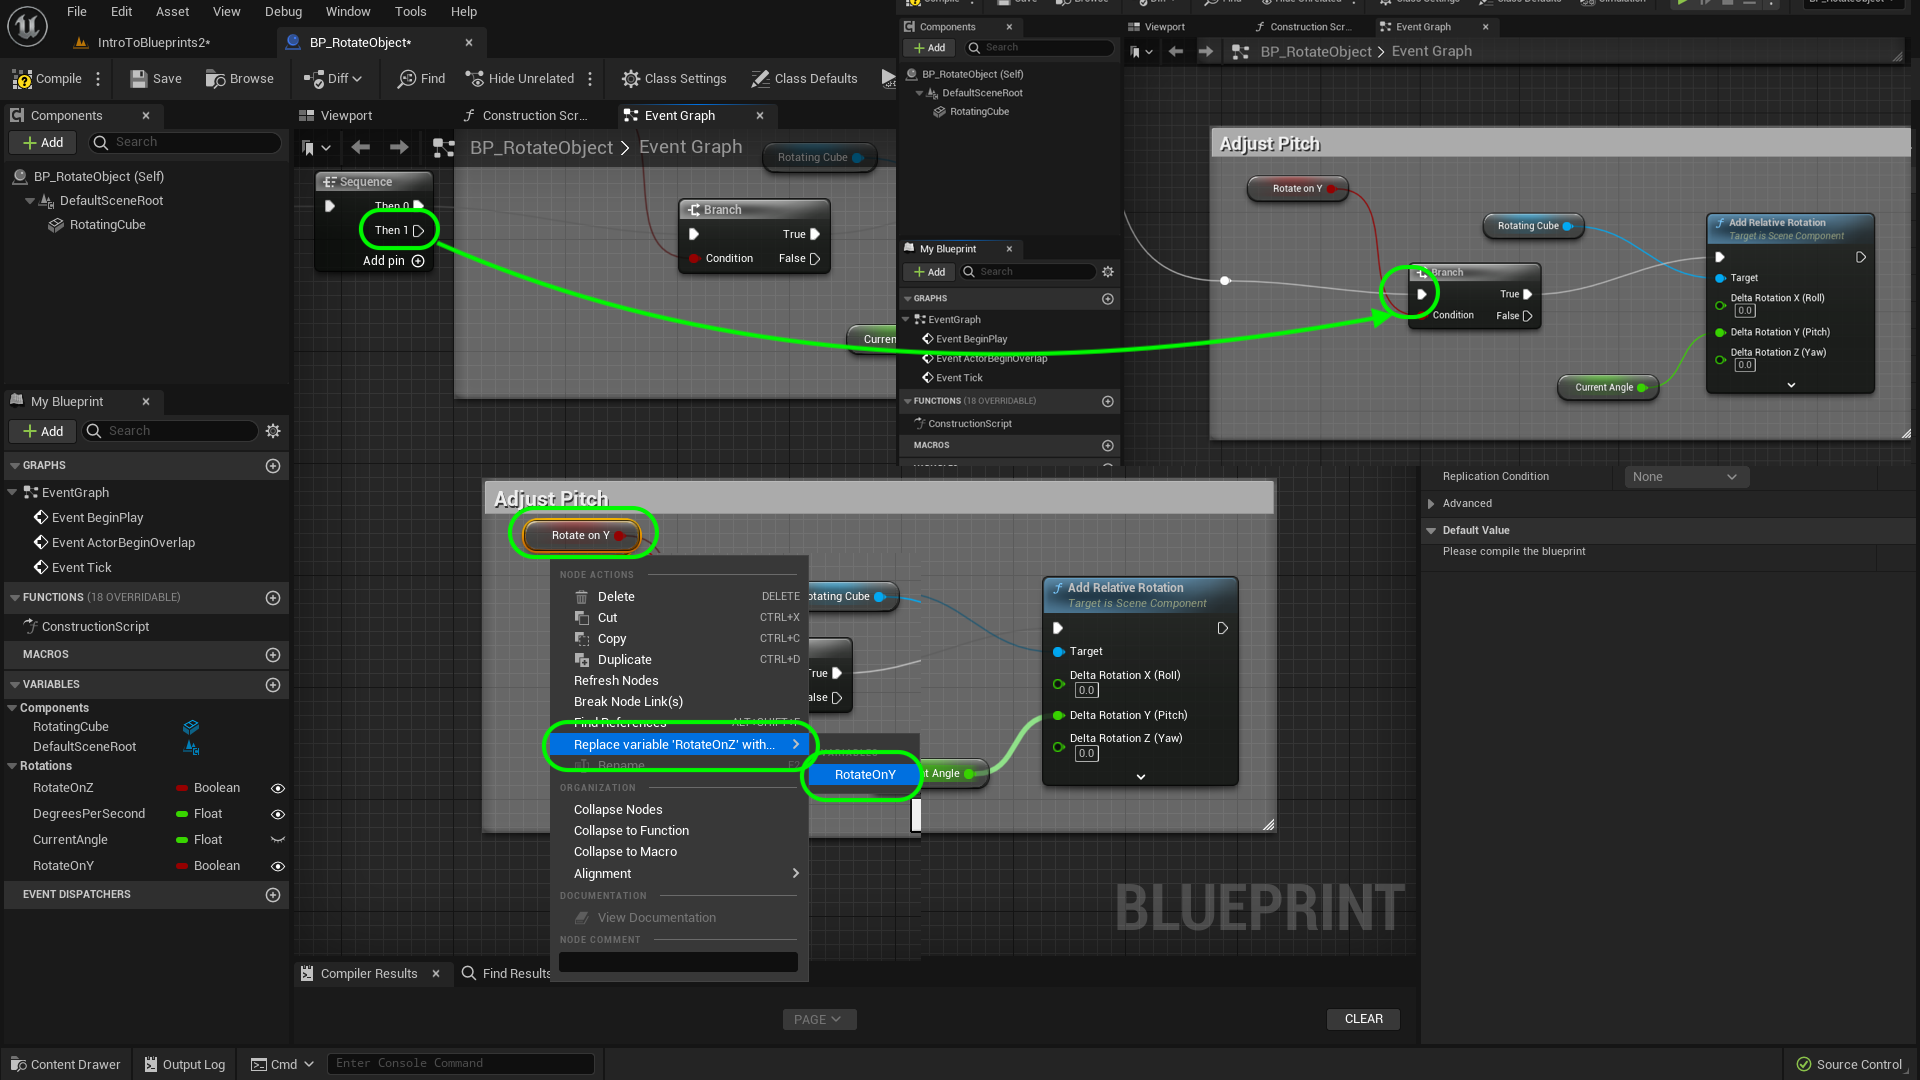 File Edit Asset View Debug Window Tools Help
IntroToBlueprints2*
BP_RotateObject*
Compile
Save
Browse
Diff
Find
Hide Unrelated
Class Settings
Class Defaults
Components
Add
Search
BP_RotateObject (Self)
DefaultSceneRoot
RotatingCube
Viewport
Construction Scr...
Event Graph
BP_RotateObject > Event Graph
Sequence
Then 0
Then 1
Add pin
Branch
True
Condition
False
Rotating Cube
Curren
Components
Add
Search
BP_RotateObject (Self)
DefaultSceneRoot
RotatingCube
My Blueprint
Add
Search
GRAPHS
EventGraph
Event BeginPlay
Event ActorBeginOverlap
Event Tick
FUNCTIONS (18 OVERRIDABLE)
ConstructionScript
MACROS
Viewport
Construction Scr...
Event Graph
BP_RotateObject > Event Graph
Adjust Pitch
Rotate on Y
Rotating Cube
Branch
True
Condition
False
Current Angle
Add Relative Rotation
Target is Scene Component
Target
Delta Rotation X (Roll)
0.0
Delta Rotation Y (Pitch)
Delta Rotation Z (Yaw)
0.0
My Blueprint
Add
Search
GRAPHS
EventGraph
Event BeginPlay
Event ActorBeginOverlap
Event Tick
FUNCTIONS (18 OVERRIDABLE)
ConstructionScript
MACROS
VARIABLES
Components
RotatingCube
DefaultSceneRoot
Rotations
RotateOnZ Boolean
DegreesPerSecond Float
CurrentAngle Float
RotateOnY Boolean
EVENT DISPATCHERS
Adjust Pitch
Rotate on Y
NODE ACTIONS
Delete DELETE
Cut CTRL+X
Copy CTRL+C
Duplicate CTRL+D
Refresh Nodes
Break Node Link(s)
Find References ALT+SHIFT+F
Replace variable 'RotateOnZ' with...
Rename F2
ORGANIZATION
Collapse Nodes
Collapse to Function
Collapse to Macro
Alignment
DOCUMENTATION
View Documentation
NODE COMMENT
VARIABLES
RotateOnY
otating Cube
rue
alse
nt Angle
Add Relative Rotation
Target is Scene Component
Target
Delta Rotation X (Roll)
0.0
Delta Rotation Y (Pitch)
Delta Rotation Z (Yaw)
0.0
BLUEPRINT
Replication Condition
None
Advanced
Default Value
Please compile the blueprint
Compiler Results
Find Results
PAGE
CLEAR
Content Drawer
Output Log
Cmd
Enter Console Command
Source Control